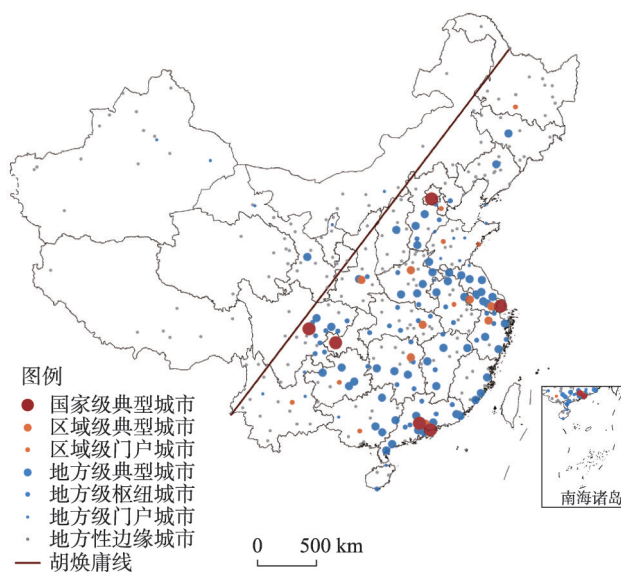 图例
国家级典型城市
区域级典型城市
区域级门户城市
地方级典型城市
地方级枢纽城市
地方级门户城市
地方性边缘城市
胡焕庸线
0 500 km
南海诸岛